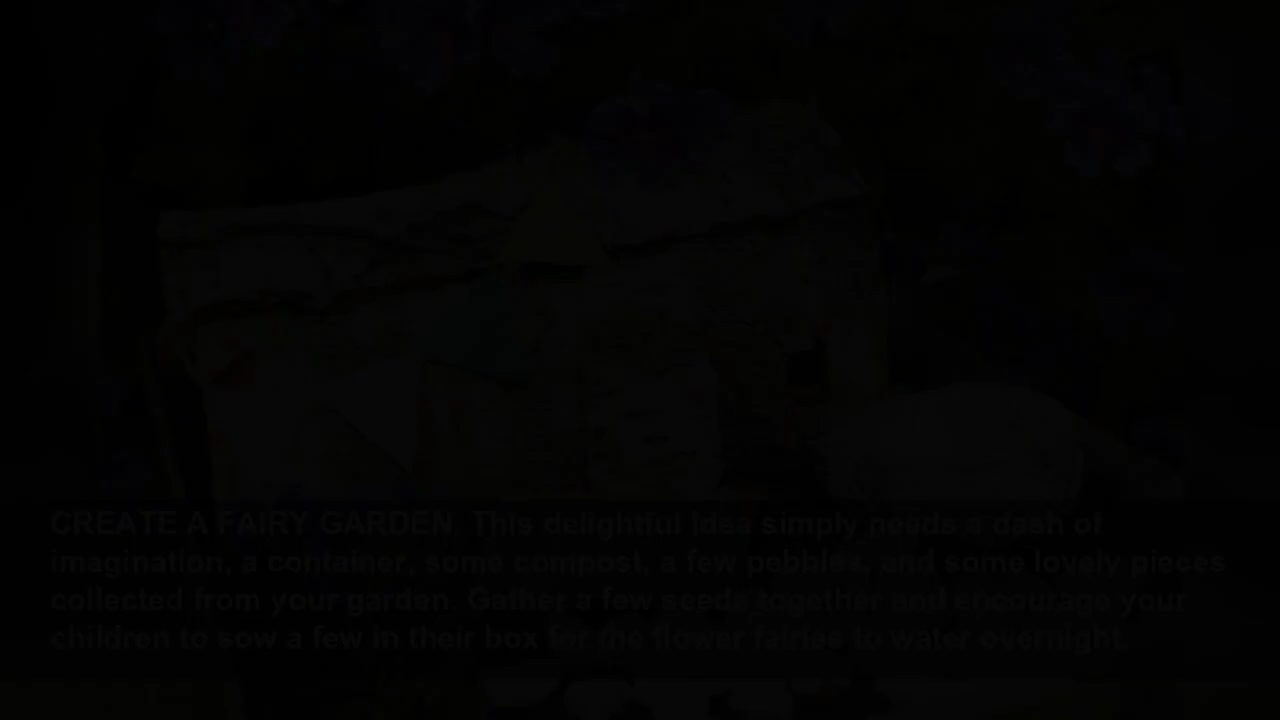 CREATE A FAIRY GARDEN. This delightful idea simply needs a dash of
imagination, a container, some compost, a few pebbles, and some lovely pieces
collected from your garden. Gather a few seeds together and encourage your
children to sow a few in their box for the flower fairies to water overnight.